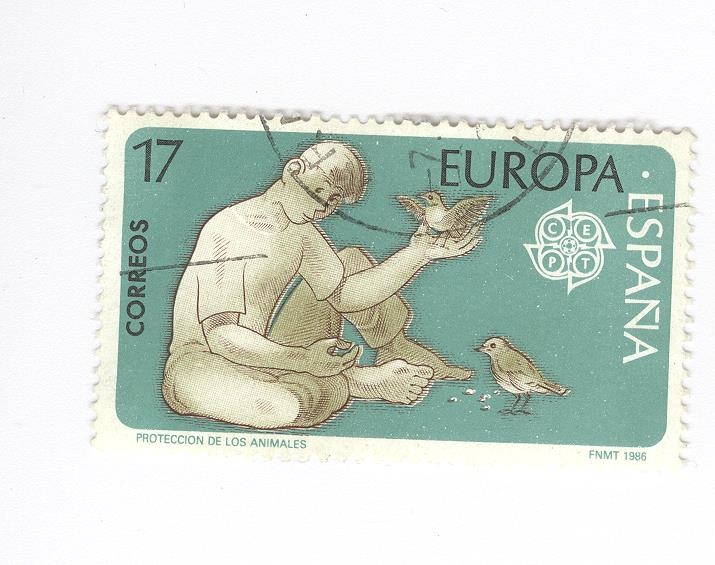 17
EUROPA · ESPAÑA
CORREOS
CEPT
PROTECCION DE LOS ANIMALES
FNMT 1986